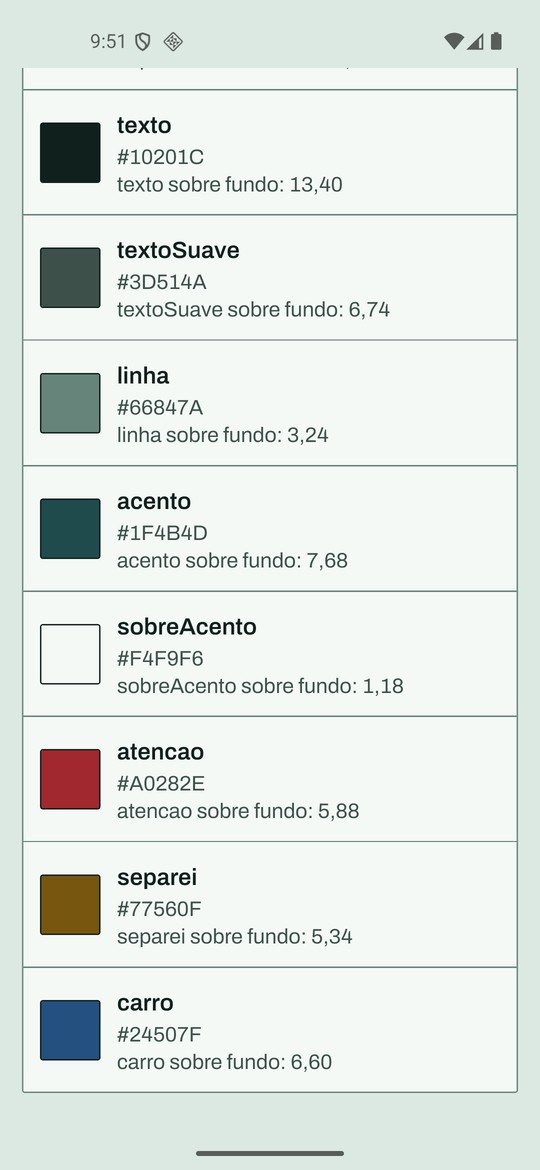 9:51
texto
#10201C
texto sobre fundo: 13,40
textoSuave
#3D514A
textoSuave sobre fundo: 6,74
linha
#66847A
linha sobre fundo: 3,24
acento
#1F4B4D
acento sobre fundo: 7,68
sobreAcento
#F4F9F6
sobreAcento sobre fundo: 1,18
atencao
#A0282E
atencao sobre fundo: 5,88
separei
#77560F
separei sobre fundo: 5,34
carro
#24507F
carro sobre fundo: 6,60